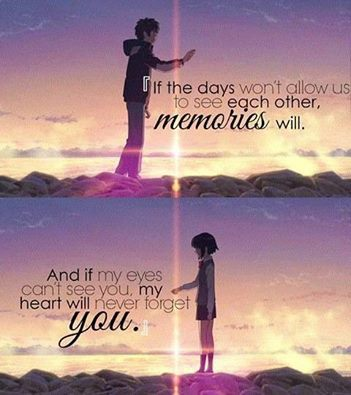 『If the days won't allow us
to see each other,
memories will.
And if my eyes
can't see you, my
heart will never forget
you.』